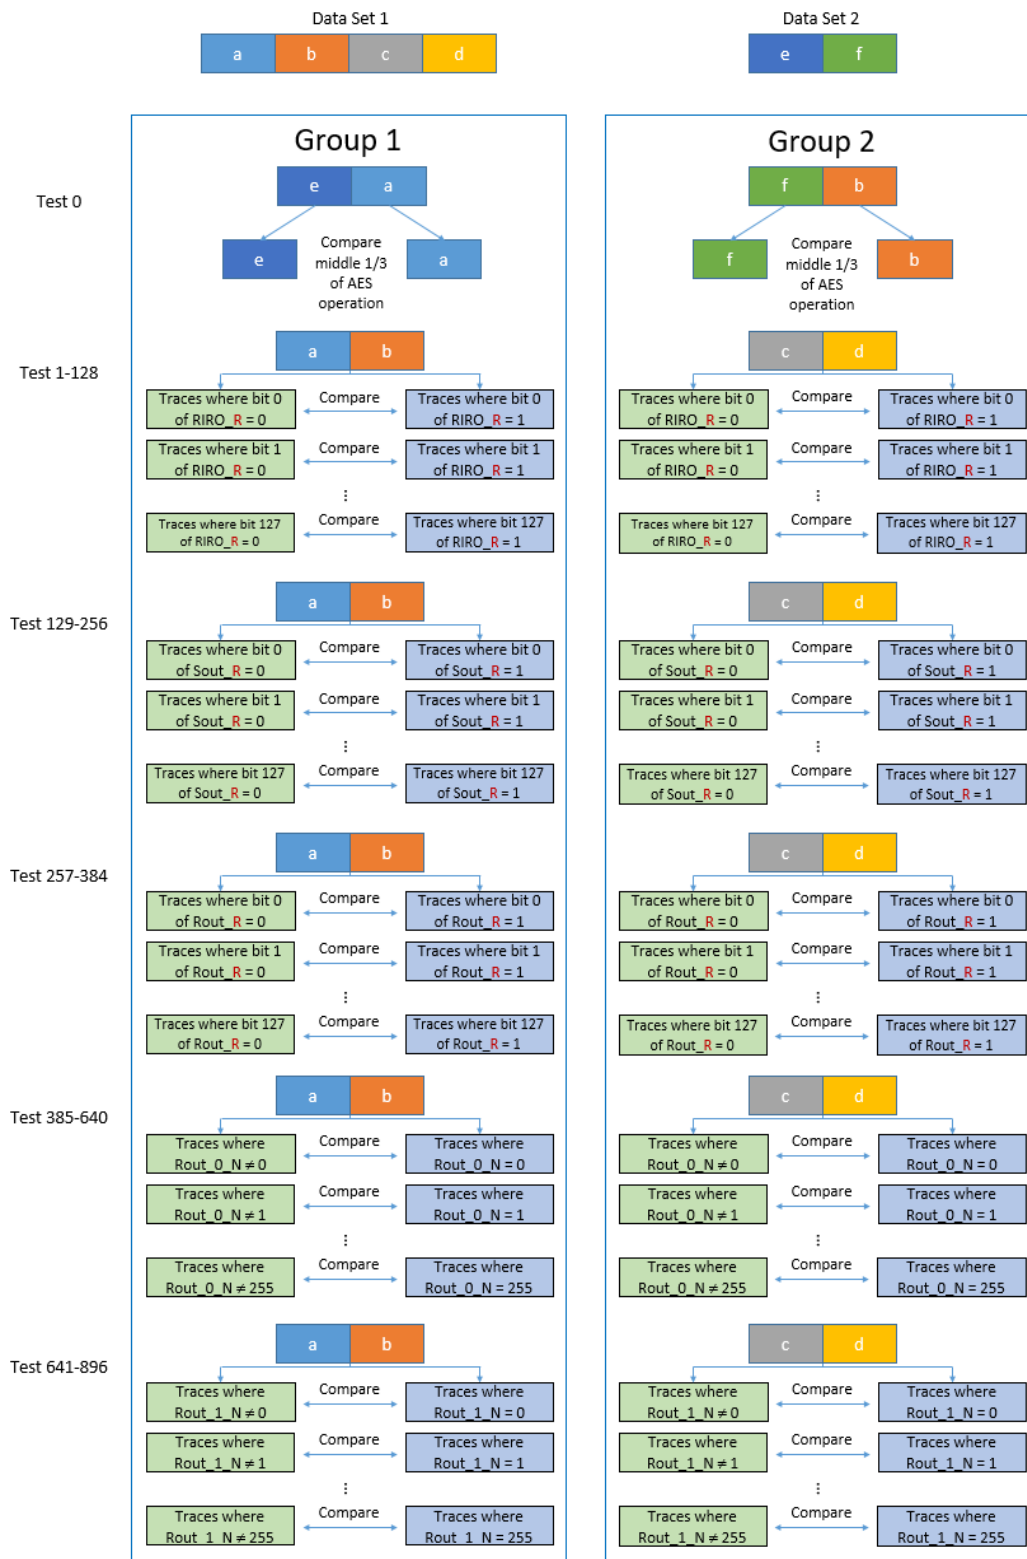 Data Set 1
Data Set 2
a b c d
e f
Group 1
Group 2
Test 0
e a
f b
e
Compare
middle 1/3
of AES
operation
a
f
Compare
middle 1/3
of AES
operation
b
Test 1-128
a b
c d
Traces where bit 0
of RIRO_R = 0
Compare
Traces where bit 0
of RIRO_R = 1
Traces where bit 0
of RIRO_R = 0
Compare
Traces where bit 0
of RIRO_R = 1
Traces where bit 1
of RIRO_R = 0
Compare
Traces where bit 1
of RIRO_R = 1
Traces where bit 1
of RIRO_R = 0
Compare
Traces where bit 1
of RIRO_R = 1
...
...
Traces where bit 127
of RIRO_R = 0
Compare
Traces where bit 127
of RIRO_R = 1
Traces where bit 127
of RIRO_R = 0
Compare
Traces where bit 127
of RIRO_R = 1
Test 129-256
a b
c d
Traces where bit 0
of Sout_R = 0
Compare
Traces where bit 0
of Sout_R = 1
Traces where bit 0
of Sout_R = 0
Compare
Traces where bit 0
of Sout_R = 1
Traces where bit 1
of Sout_R = 0
Compare
Traces where bit 1
of Sout_R = 1
Traces where bit 1
of Sout_R = 0
Compare
Traces where bit 1
of Sout_R = 1
...
...
Traces where bit 127
of Sout_R = 0
Compare
Traces where bit 127
of Sout_R = 1
Traces where bit 127
of Sout_R = 0
Compare
Traces where bit 127
of Sout_R = 1
Test 257-384
a b
c d
Traces where bit 0
of Rout_R = 0
Compare
Traces where bit 0
of Rout_R = 1
Traces where bit 0
of Rout_R = 0
Compare
Traces where bit 0
of Rout_R = 1
Traces where bit 1
of Rout_R = 0
Compare
Traces where bit 1
of Rout_R = 1
Traces where bit 1
of Rout_R = 0
Compare
Traces where bit 1
of Rout_R = 1
...
...
Traces where bit 127
of Rout_R = 0
Compare
Traces where bit 127
of Rout_R = 1
Traces where bit 127
of Rout_R = 0
Compare
Traces where bit 127
of Rout_R = 1
Test 385-640
a b
c d
Traces where
Rout_0_N ≠ 0
Compare
Traces where
Rout_0_N = 0
Traces where
Rout_0_N ≠ 0
Compare
Traces where
Rout_0_N = 0
Traces where
Rout_0_N ≠ 1
Compare
Traces where
Rout_0_N = 1
Traces where
Rout_0_N ≠ 1
Compare
Traces where
Rout_0_N = 1
...
...
Traces where
Rout_0_N ≠ 255
Compare
Traces where
Rout_0_N = 255
Traces where
Rout_0_N ≠ 255
Compare
Traces where
Rout_0_N = 255
Test 641-896
a b
c d
Traces where
Rout_1_N ≠ 0
Compare
Traces where
Rout_1_N = 0
Traces where
Rout_1_N ≠ 0
Compare
Traces where
Rout_1_N = 0
Traces where
Rout_1_N ≠ 1
Compare
Traces where
Rout_1_N = 1
Traces where
Rout_1_N ≠ 1
Compare
Traces where
Rout_1_N = 1
...
...
Traces where
Rout_1_N ≠ 255
Compare
Traces where
Rout_1_N = 255
Traces where
Rout_1_N ≠ 255
Compare
Traces where
Rout_1_N = 255